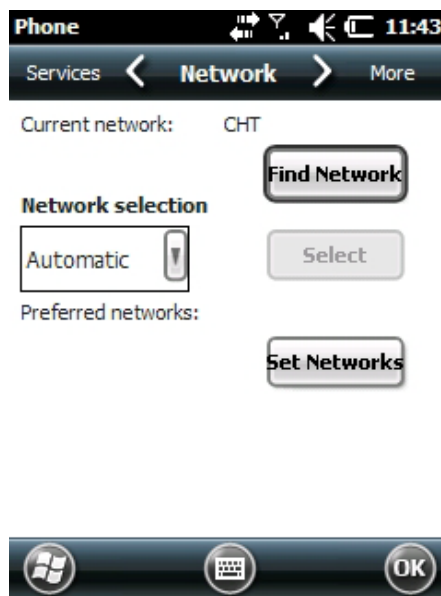 Phone 11:43
Services Network More
Current network: CHT
Find Network
Network selection
Automatic Select
Preferred networks:
Set Networks
OK